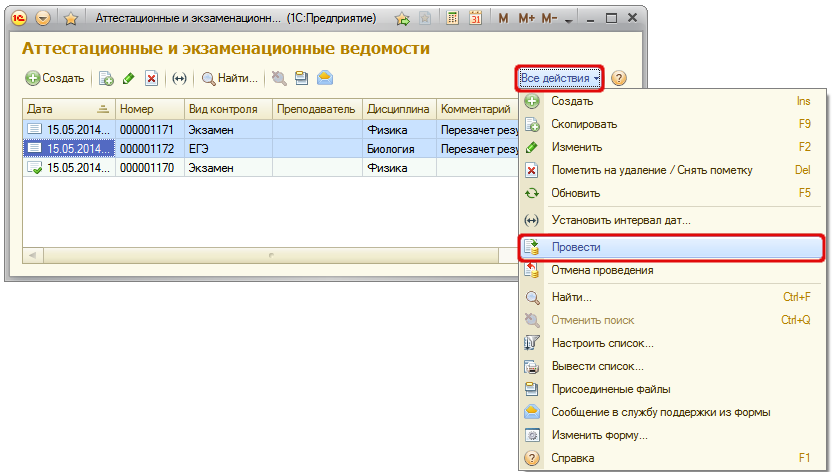 Аттестационные и экзаменационн... (1С:Предприятие)
M M+ M-
Аттестационные и экзаменационные ведомости
Создать Найти... Все действия
Дата Номер Вид контроля Преподаватель Дисциплина Комментарий
15.05.2014... 000001171 Экзамен Физика Перезачет резу
15.05.2014... 000001172 ЕГЭ Биология Перезачет резу
15.05.2014... 000001170 Экзамен Физика
Создать Ins
Скопировать F9
Изменить F2
Пометить на удаление / Снять пометку Del
Обновить F5
Установить интервал дат...
Провести
Отмена проведения
Найти... Ctrl+F
Отменить поиск Ctrl+Q
Настроить список...
Вывести список...
Присоединеные файлы
Сообщение в службу поддержки из формы
Изменить форму...
Справка F1